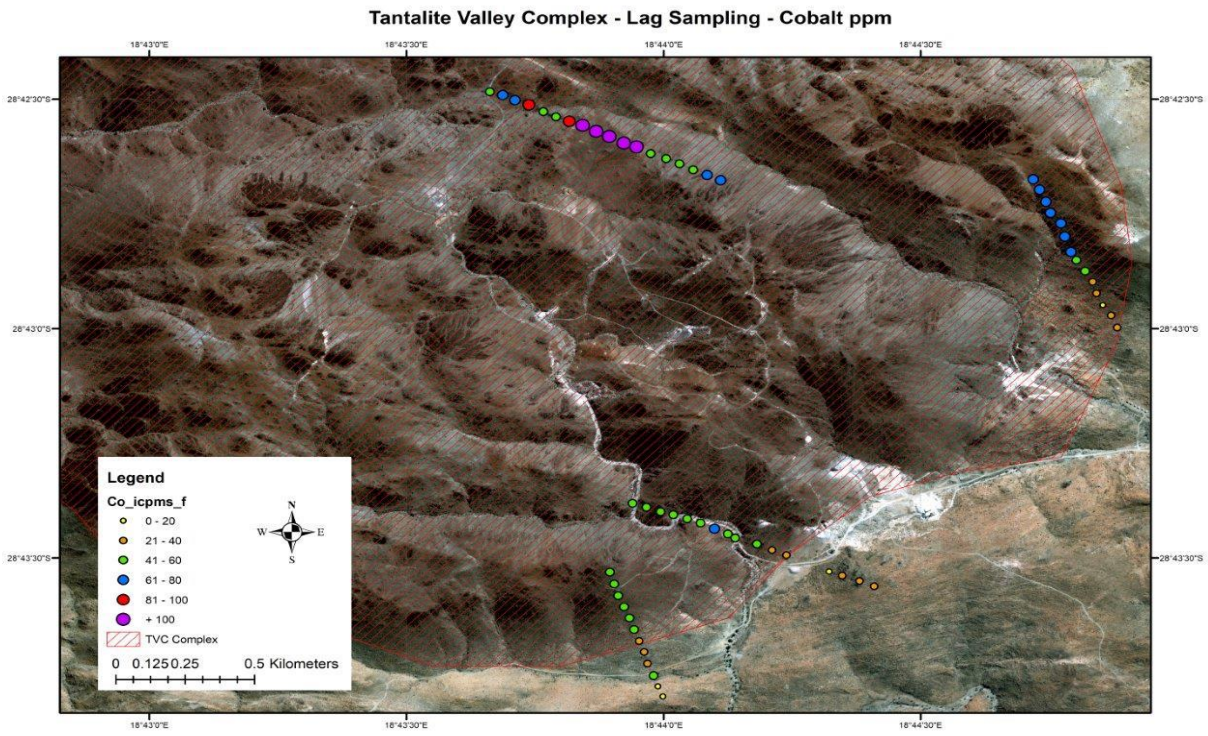 Tantalite Valley Complex - Lag Sampling - Cobalt ppm
18°43'0"E 18°43'30"E 18°44'0"E 18°44'30"E
28°42'30"S 28°42'30"S
28°43'0"S 28°43'0"S
28°43'30"S 28°43'30"S
Legend
Co_icpms_f
0 - 20
21 - 40
41 - 60
61 - 80
81 - 100
+ 100
TVC Complex
N
W E
S
0 0.125 0.25 0.5 Kilometers
18°43'0"E 18°43'30"E 18°44'0"E 18°44'30"E